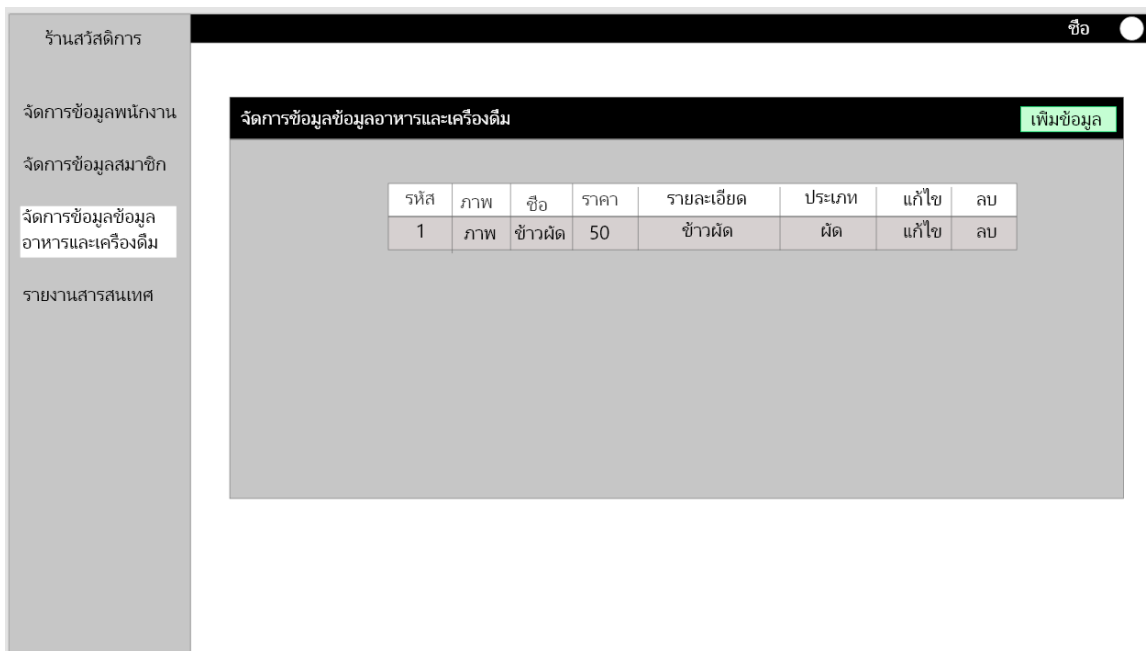 ร้านสวัสดิการ
ชื่อ
จัดการข้อมูลพนักงาน
จัดการข้อมูลสมาชิก
จัดการข้อมูลข้อมูล
อาหารและเครื่องดื่ม
รายงานสารสนเทศ
จัดการข้อมูลข้อมูลอาหารและเครื่องดื่ม
เพิ่มข้อมูล
รหัส ภาพ ชื่อ ราคา รายละเอียด ประเภท แก้ไข ลบ
1 ภาพ ข้าวผัด 50 ข้าวผัด ผัด แก้ไข ลบ